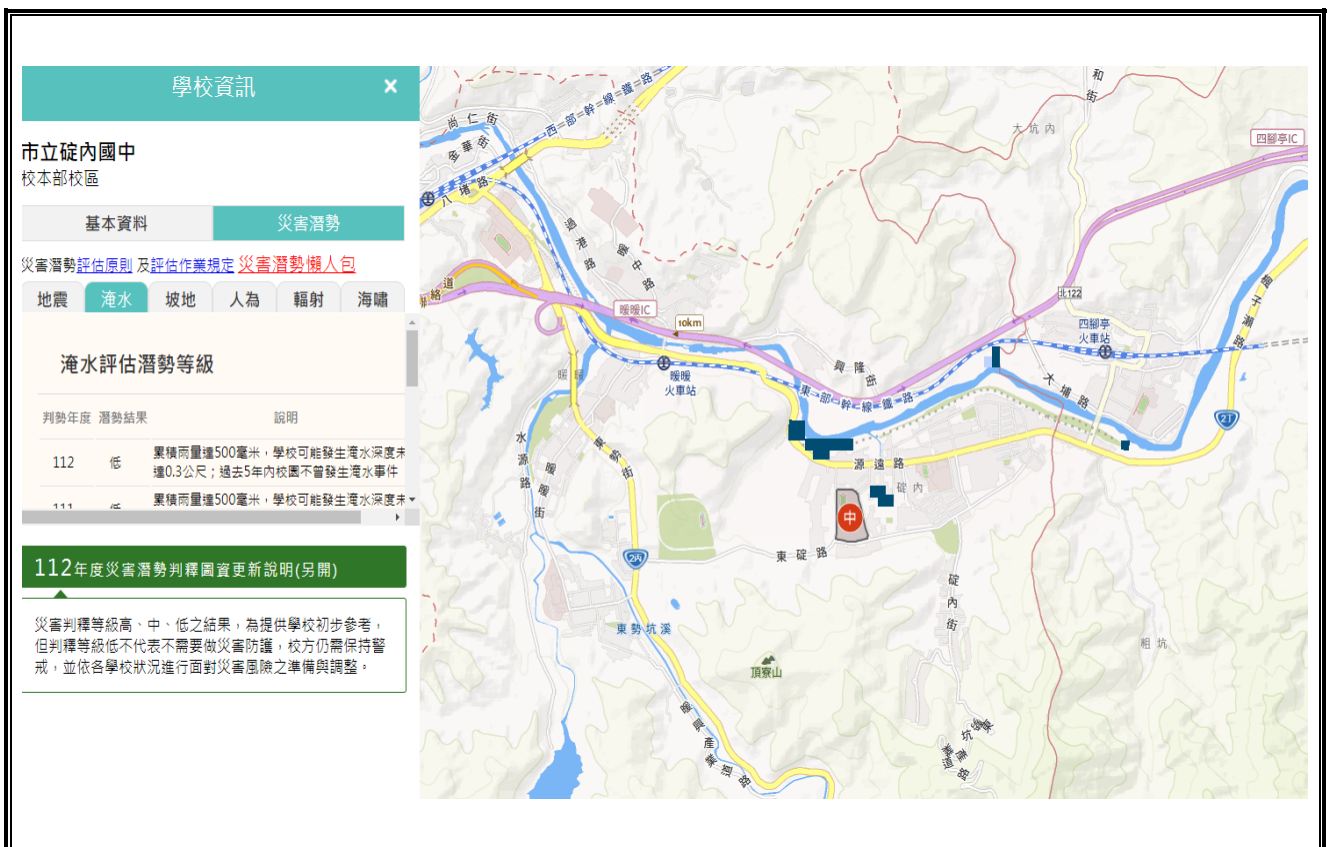 學校資訊 ×
市立碇內國中
校本部校區
基本資料 災害潛勢
災害潛勢評估原則 及評估作業規定 災害潛勢懶人包
地震 淹水 坡地 人為 輻射 海嘯
淹水評估潛勢等級
判勢年度 潛勢結果 說明
112 低 累積雨量達500毫米，學校可能發生淹水深度未
達0.3公尺；過去5年內校園不曾發生淹水事件
111 低 累積雨量達500毫米，學校可能發生淹水深度未
112年度災害潛勢判釋圖資更新說明(另開)
災害判釋等級高、中、低之結果，為提供學校初步參考，
但判釋等級低不代表不需要做災害防護，校方仍需保持警
戒，並依各學校狀況進行面對災害風險之準備與調整。
和街
大坑內
四腳亭IC
尚仁街
西部幹線鐵路
多華街
八堵路
過港路
暖中路
道
絡
暖暖IC
10km
北122
四腳亭
火車站
興隆街
暖暖
暖暖
火車站
東部幹線鐵路
大埔路
2丁
水源路
暖暖街
東勢街
源遠路
碇內
中
東碇路
2丙
碇內街
東勢坑溪
頂寮山
粗坑
暖興產業道路